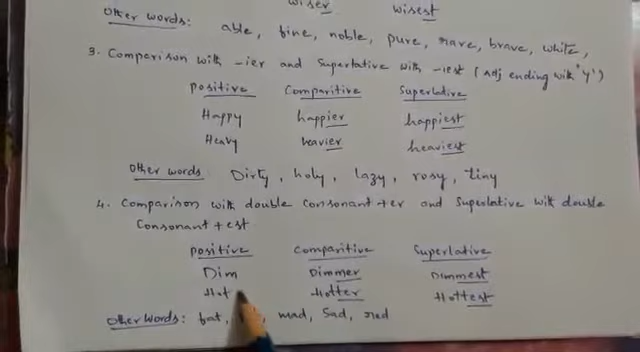 wiser wisest
Other words: able, fine, noble, pure, rare, brave, white,
3. Comparison with -ier and Superlative with -iest (Adj ending with 'y')
positive Comparitive Superlative
Happy happier happiest
Heavy heavier heaviest
Other words Dirty, holy, lazy, rosy, tiny
4. Comparison with double Consonant +er and Superlative with double
Consonant + est
positive Comparitive Superlative
Dim Dimmer Dimmest
Hot Hotter Hottest
Other Words: fat, mad, Sad, red